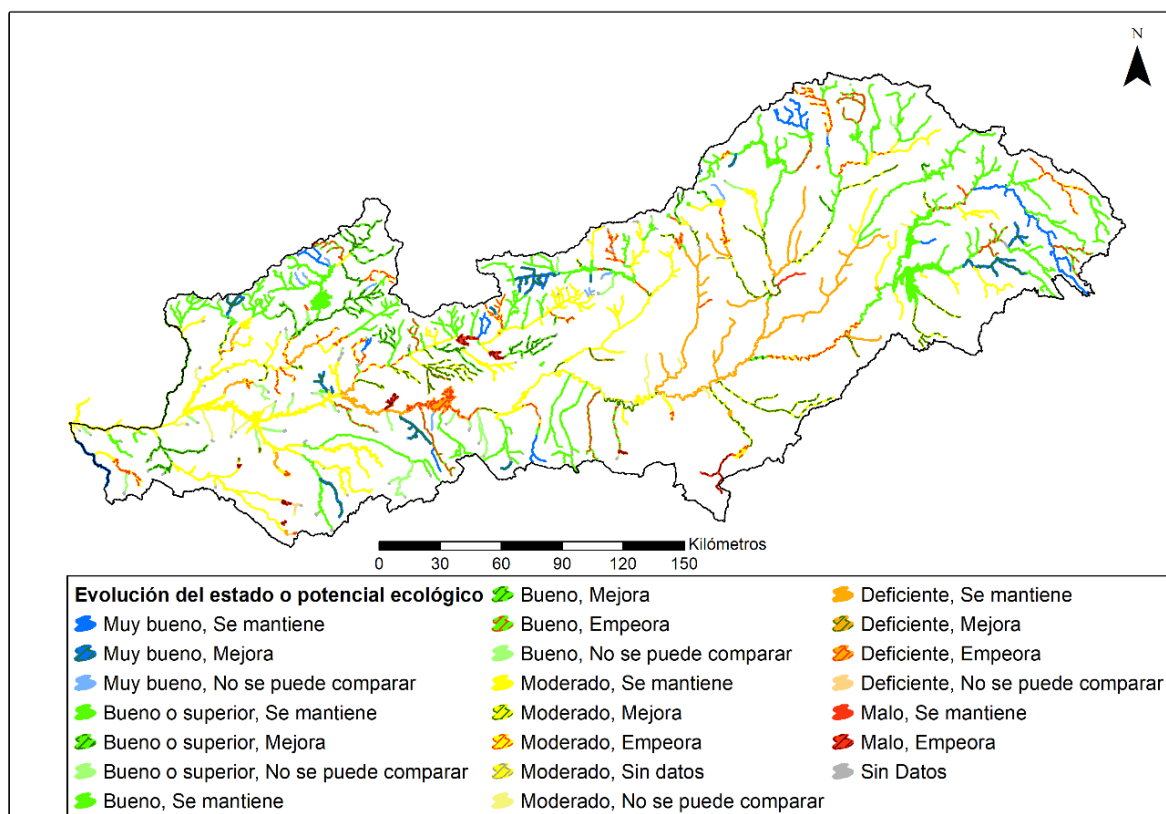 N
Kilómetros
0 30 60 90 120 150
Evolución del estado o potencial ecológico
Muy bueno, Se mantiene
Muy bueno, Mejora
Muy bueno, No se puede comparar
Bueno o superior, Se mantiene
Bueno o superior, Mejora
Bueno o superior, No se puede comparar
Bueno, Se mantiene
Bueno, Mejora
Bueno, Empeora
Bueno, No se puede comparar
Moderado, Se mantiene
Moderado, Mejora
Moderado, Empeora
Moderado, Sin datos
Moderado, No se puede comparar
Deficiente, Se mantiene
Deficiente, Mejora
Deficiente, Empeora
Deficiente, No se puede comparar
Malo, Se mantiene
Malo, Empeora
Sin Datos